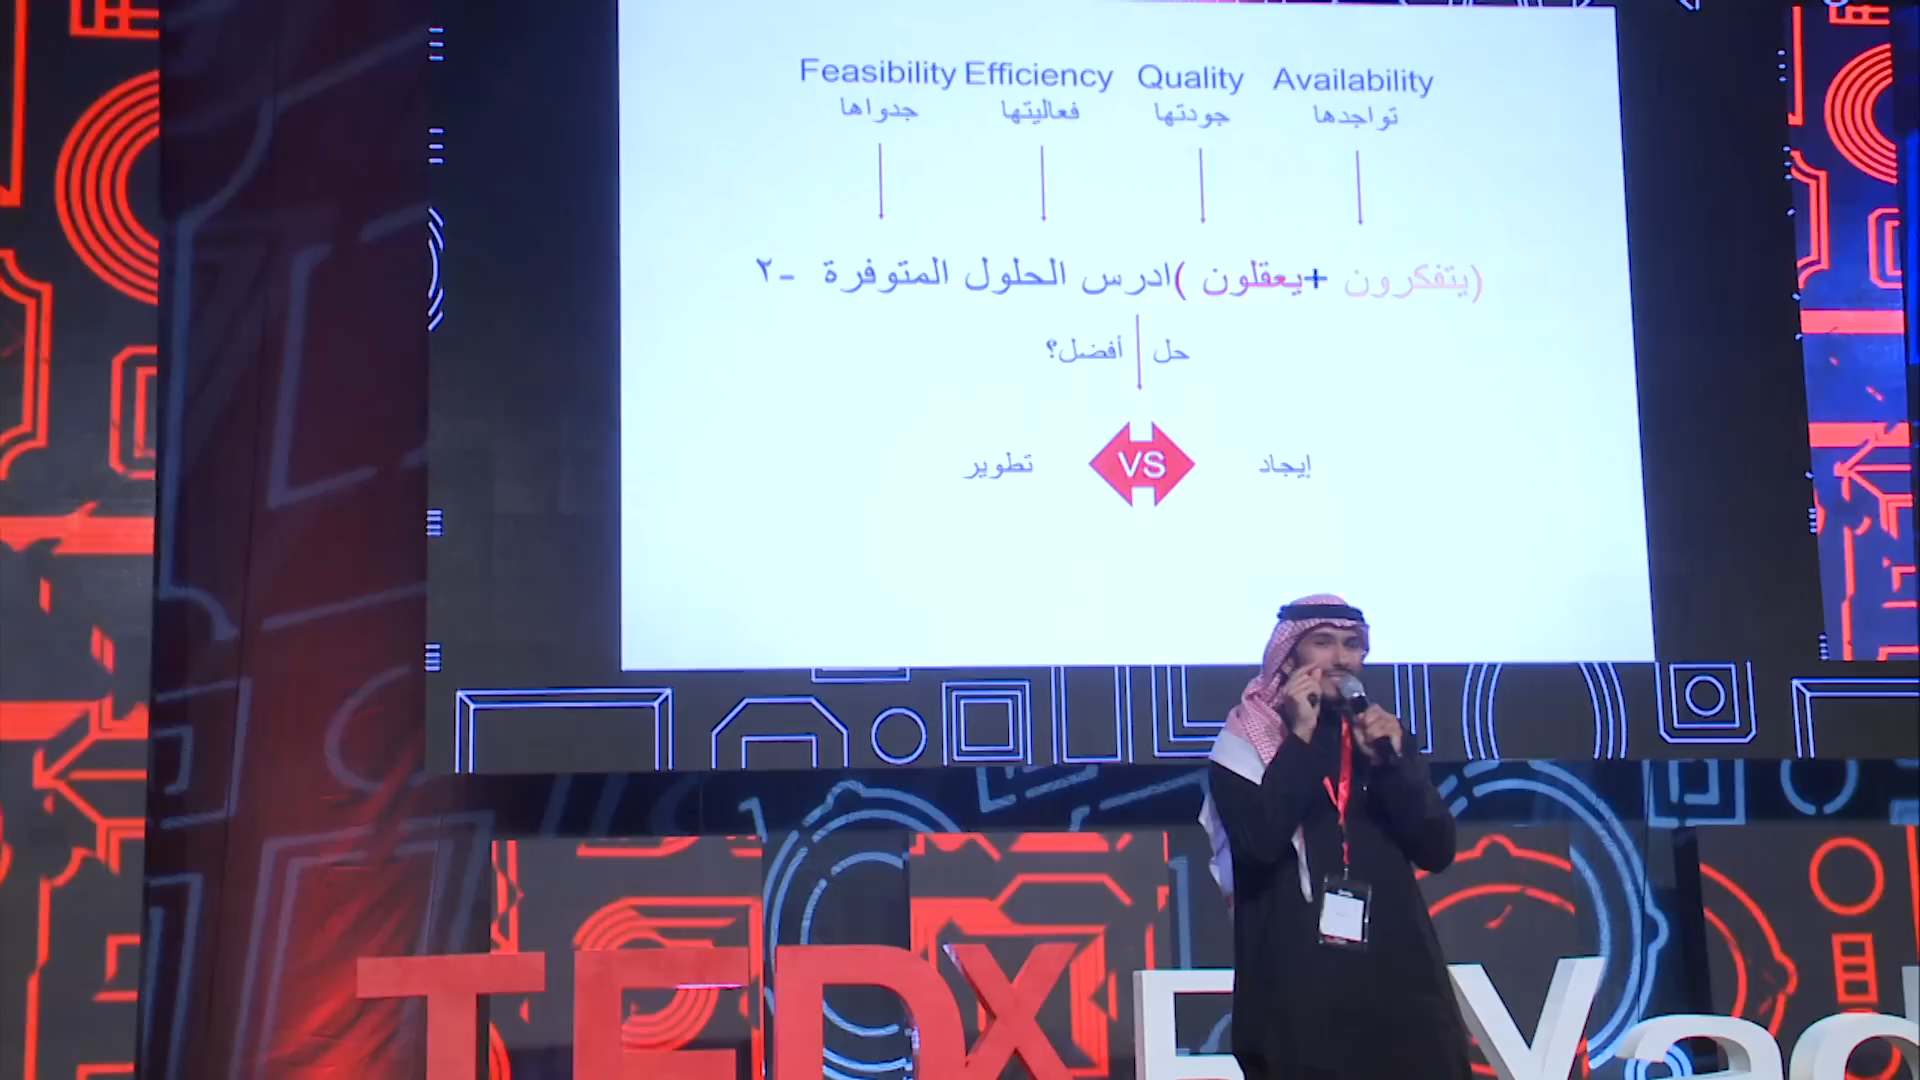 Feasibility Efficiency Quality Availability
جدواها فعاليتها جودتها تواجدها
٢- ادرس الحلول المتوفرة (يعقلون + يتفكرون)
حل أفضل؟
إيجاد VS تطوير
TEDx